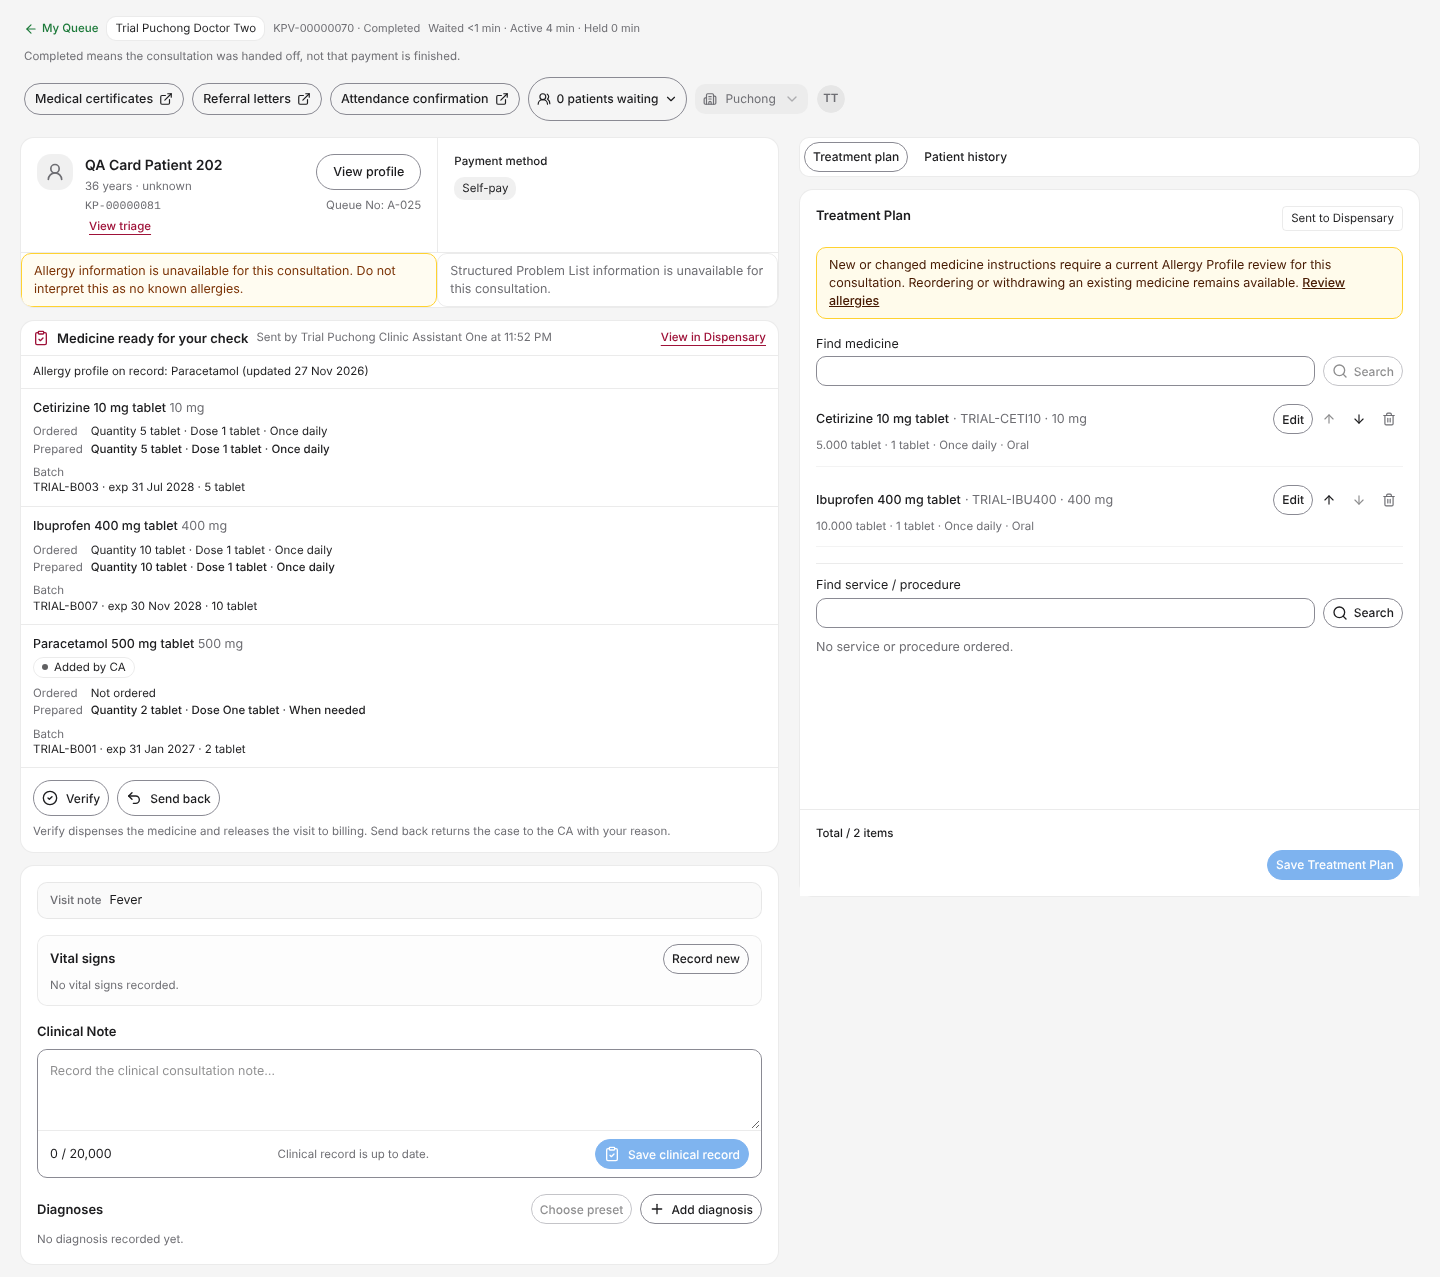 My Queue
Trial Puchong Doctor Two
KPV-00000070 · Completed
Waited <1 min · Active 4 min · Held 0 min
Completed means the consultation was handed off, not that payment is finished.
Medical certificates
Referral letters
Attendance confirmation
0 patients waiting
Puchong
TT
QA Card Patient 202
36 years · unknown
KP-00000081
View triage
View profile
Queue No: A-025
Payment method
Self-pay
Allergy information is unavailable for this consultation. Do not
interpret this as no known allergies.
Structured Problem List information is unavailable for
this consultation.
Medicine ready for your check
Sent by Trial Puchong Clinic Assistant One at 11:52 PM
View in Dispensary
Allergy profile on record: Paracetamol (updated 27 Nov 2026)
Cetirizine 10 mg tablet 10 mg
Ordered Quantity 5 tablet · Dose 1 tablet · Once daily
Prepared Quantity 5 tablet · Dose 1 tablet · Once daily
Batch
TRIAL-B003 · exp 31 Jul 2028 · 5 tablet
Ibuprofen 400 mg tablet 400 mg
Ordered Quantity 10 tablet · Dose 1 tablet · Once daily
Prepared Quantity 10 tablet · Dose 1 tablet · Once daily
Batch
TRIAL-B007 · exp 30 Nov 2028 · 10 tablet
Paracetamol 500 mg tablet 500 mg
Added by CA
Ordered Not ordered
Prepared Quantity 2 tablet · Dose One tablet · When needed
Batch
TRIAL-B001 · exp 31 Jan 2027 · 2 tablet
Verify
Send back
Verify dispenses the medicine and releases the visit to billing. Send back returns the case to the CA with your reason.
Visit note Fever
Vital signs
Record new
No vital signs recorded.
Clinical Note
Record the clinical consultation note...
0 / 20,000
Clinical record is up to date.
Save clinical record
Diagnoses
Choose preset
Add diagnosis
No diagnosis recorded yet.
Treatment plan
Patient history
Treatment Plan
Sent to Dispensary
New or changed medicine instructions require a current Allergy Profile review for this
consultation. Reordering or withdrawing an existing medicine remains available. Review
allergies
Find medicine
Search
Cetirizine 10 mg tablet · TRIAL-CETI10 · 10 mg
Edit
5.000 tablet · 1 tablet · Once daily · Oral
Ibuprofen 400 mg tablet · TRIAL-IBU400 · 400 mg
Edit
10.000 tablet · 1 tablet · Once daily · Oral
Find service / procedure
Search
No service or procedure ordered.
Total / 2 items
Save Treatment Plan